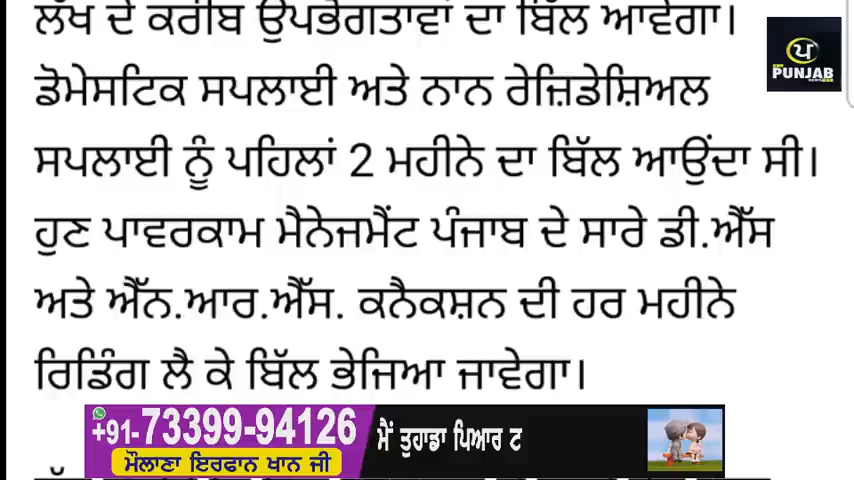 ਲੱਖ ਦੇ ਕਰੀਬ ਉਪਭੋਗਤਾਵਾਂ ਦਾ ਬਿੱਲ ਆਵੇਗਾ।
ਡੋਮੇਸਟਿਕ ਸਪਲਾਈ ਅਤੇ ਨਾਨ ਰੇਜ਼ਿਡੇਸ਼ਿਅਲ
ਸਪਲਾਈ ਨੂੰ ਪਹਿਲਾਂ 2 ਮਹੀਨੇ ਦਾ ਬਿੱਲ ਆਉਂਦਾ ਸੀ।
ਹੁਣ ਪਾਵਰਕਾਮ ਮੈਨੇਜਮੈਂਟ ਪੰਜਾਬ ਦੇ ਸਾਰੇ ਡੀ.ਐੱਸ
ਅਤੇ ਐੱਨ.ਆਰ.ਐੱਸ. ਕਨੈਕਸ਼ਨ ਦੀ ਹਰ ਮਹੀਨੇ
ਰਿਡਿੰਗ ਲੈ ਕੇ ਬਿੱਲ ਭੇਜਿਆ ਜਾਵੇਗਾ।
ਪ
PUNJAB
+91-73399-94126
ਮੌਲਾਣਾ ਇਰਫਾਨ ਖਾਨ ਜੀ
ਮੈਂ ਤੁਹਾਡਾ ਪਿਆਰ ਟ